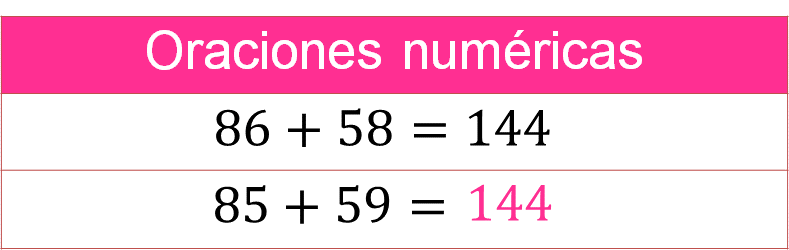 Oraciones numéricas
86 + 58 = 144
85 + 59 = 144